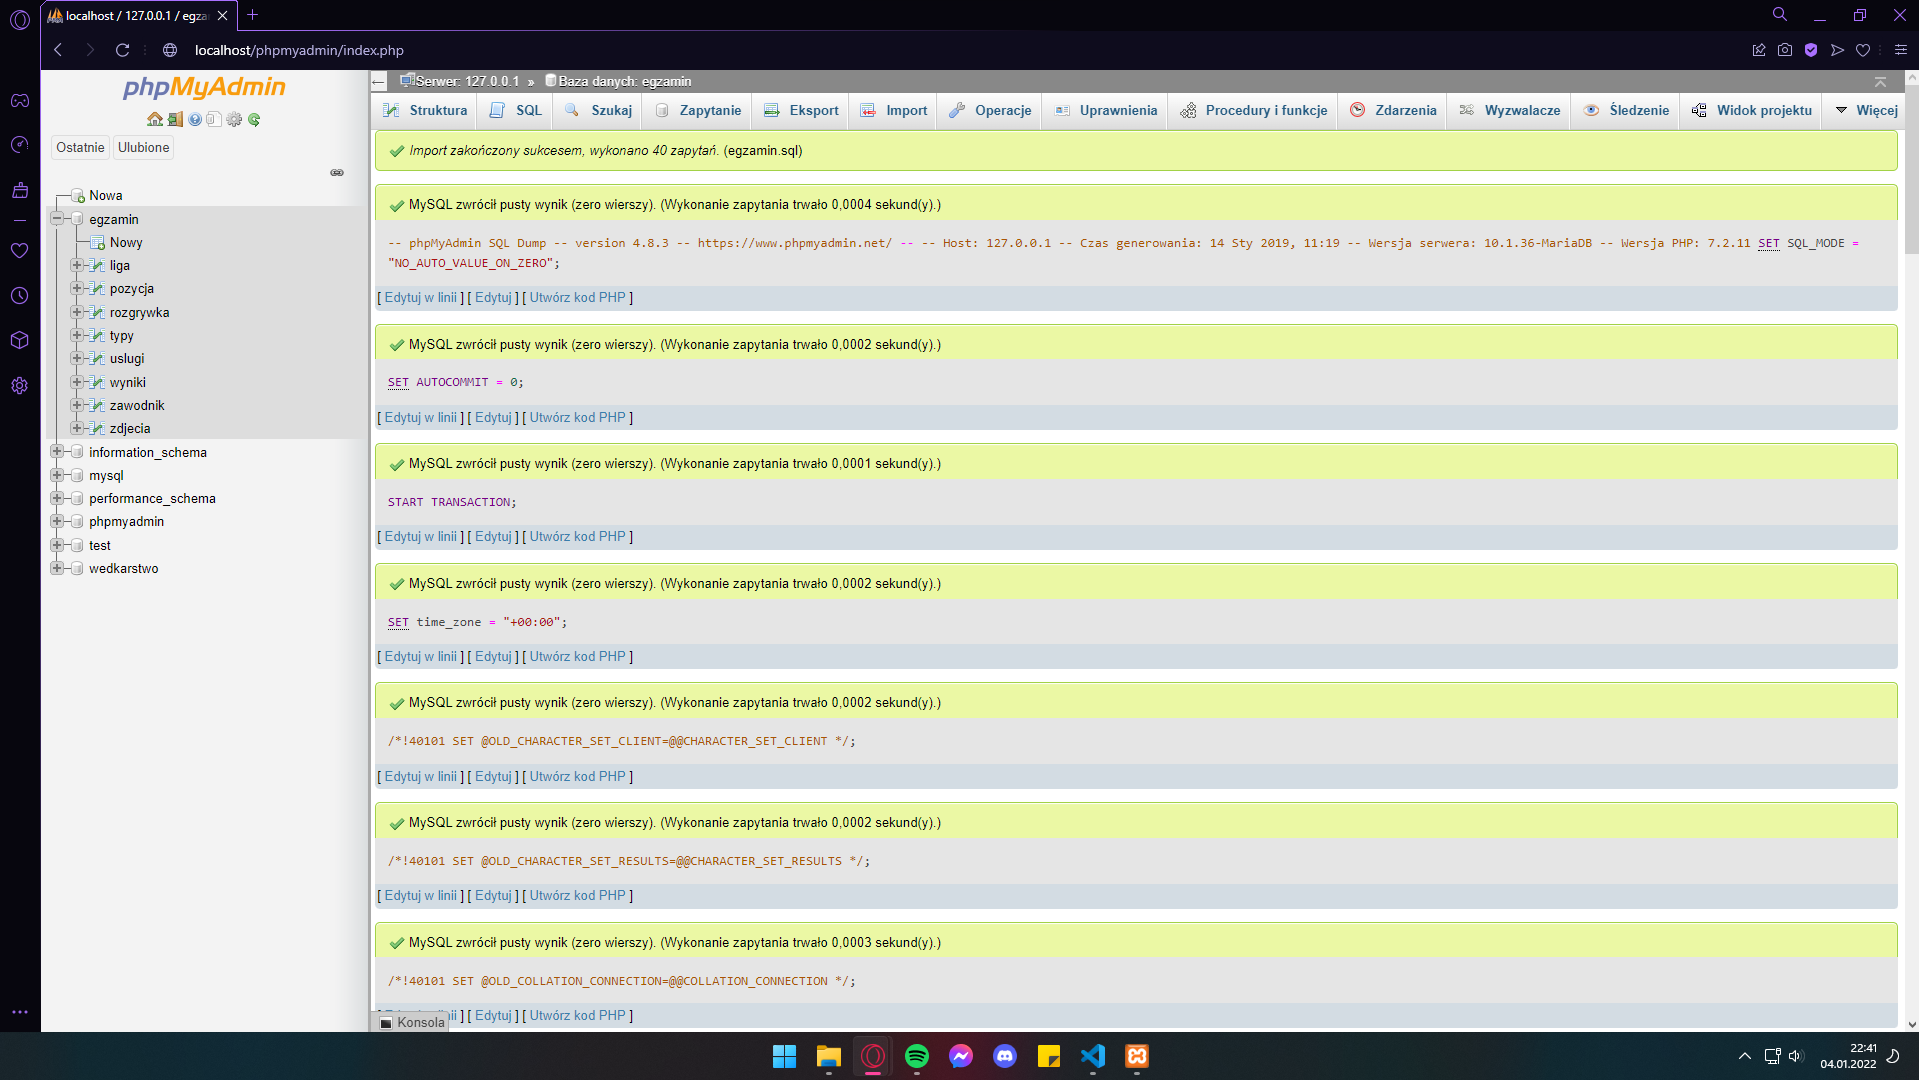 localhost / 127.0.0.1 / egza
localhost/phpmyadmin/index.php
phpMyAdmin
Ostatnie Ulubione
Nowa
egzamin
Nowy
liga
pozycja
rozgrywka
typy
uslugi
wyniki
zawodnik
zdjecia
information_schema
mysql
performance_schema
phpmyadmin
test
wedkarstwo
Serwer: 127.0.0.1 » Baza danych: egzamin
Struktura SQL Szukaj Zapytanie Eksport Import Operacje Uprawnienia Procedury i funkcje Zdarzenia Wyzwalacze Śledzenie Widok projektu Więcej
Import zakończony sukcesem, wykonano 40 zapytań. (egzamin.sql)
MySQL zwrócił pusty wynik (zero wierszy). (Wykonanie zapytania trwało 0,0004 sekund(y).)
-- phpMyAdmin SQL Dump -- version 4.8.3 -- https://www.phpmyadmin.net/ -- -- Host: 127.0.0.1 -- Czas generowania: 14 Sty 2019, 11:19 -- Wersja serwera: 10.1.36-MariaDB -- Wersja PHP: 7.2.11 SET SQL_MODE =
"NO_AUTO_VALUE_ON_ZERO";
[ Edytuj w linii ] [ Edytuj ] [ Utwórz kod PHP ]
MySQL zwrócił pusty wynik (zero wierszy). (Wykonanie zapytania trwało 0,0002 sekund(y).)
SET AUTOCOMMIT = 0;
[ Edytuj w linii ] [ Edytuj ] [ Utwórz kod PHP ]
MySQL zwrócił pusty wynik (zero wierszy). (Wykonanie zapytania trwało 0,0001 sekund(y).)
START TRANSACTION;
[ Edytuj w linii ] [ Edytuj ] [ Utwórz kod PHP ]
MySQL zwrócił pusty wynik (zero wierszy). (Wykonanie zapytania trwało 0,0002 sekund(y).)
SET time_zone = "+00:00";
[ Edytuj w linii ] [ Edytuj ] [ Utwórz kod PHP ]
MySQL zwrócił pusty wynik (zero wierszy). (Wykonanie zapytania trwało 0,0002 sekund(y).)
/*!40101 SET @OLD_CHARACTER_SET_CLIENT=@@CHARACTER_SET_CLIENT */;
[ Edytuj w linii ] [ Edytuj ] [ Utwórz kod PHP ]
MySQL zwrócił pusty wynik (zero wierszy). (Wykonanie zapytania trwało 0,0002 sekund(y).)
/*!40101 SET @OLD_CHARACTER_SET_RESULTS=@@CHARACTER_SET_RESULTS */;
[ Edytuj w linii ] [ Edytuj ] [ Utwórz kod PHP ]
MySQL zwrócił pusty wynik (zero wierszy). (Wykonanie zapytania trwało 0,0003 sekund(y).)
/*!40101 SET @OLD_COLLATION_CONNECTION=@@COLLATION_CONNECTION */;
] [ Edytuj ] [ Utwórz kod PHP ]
Konsola
22:41
04.01.2022